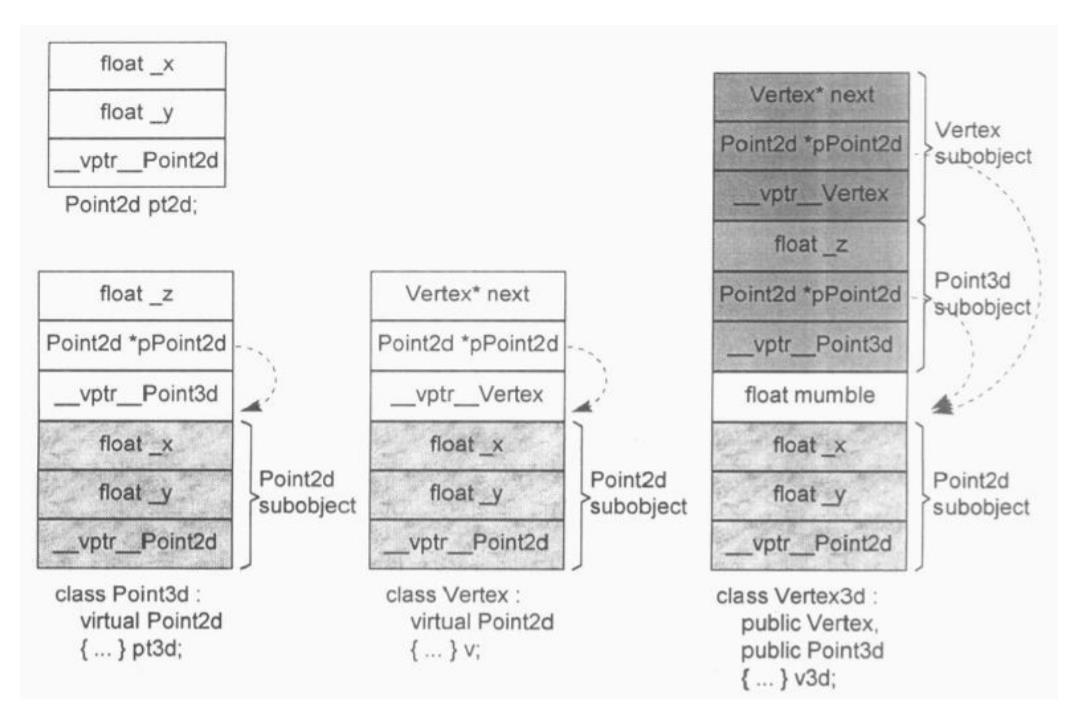 float _x
float _y
__vptr__Point2d
Point2d pt2d;
float _z
Point2d *pPoint2d
__vptr__Point3d
float _x
float _y
__vptr__Point2d
Point2d
subobject
class Point3d :
virtual Point2d
{ ... } pt3d;
Vertex* next
Point2d *pPoint2d
__vptr__Vertex
float _x
float _y
__vptr__Point2d
Point2d
subobject
class Vertex :
virtual Point2d
{ ... } v;
Vertex* next
Point2d *pPoint2d
__vptr__Vertex
Vertex
subobject
float _z
Point2d *pPoint2d
__vptr__Point3d
Point3d
subobject
float mumble
float _x
float _y
__vptr__Point2d
Point2d
subobject
class Vertex3d :
public Vertex,
public Point3d
{ ... } v3d;